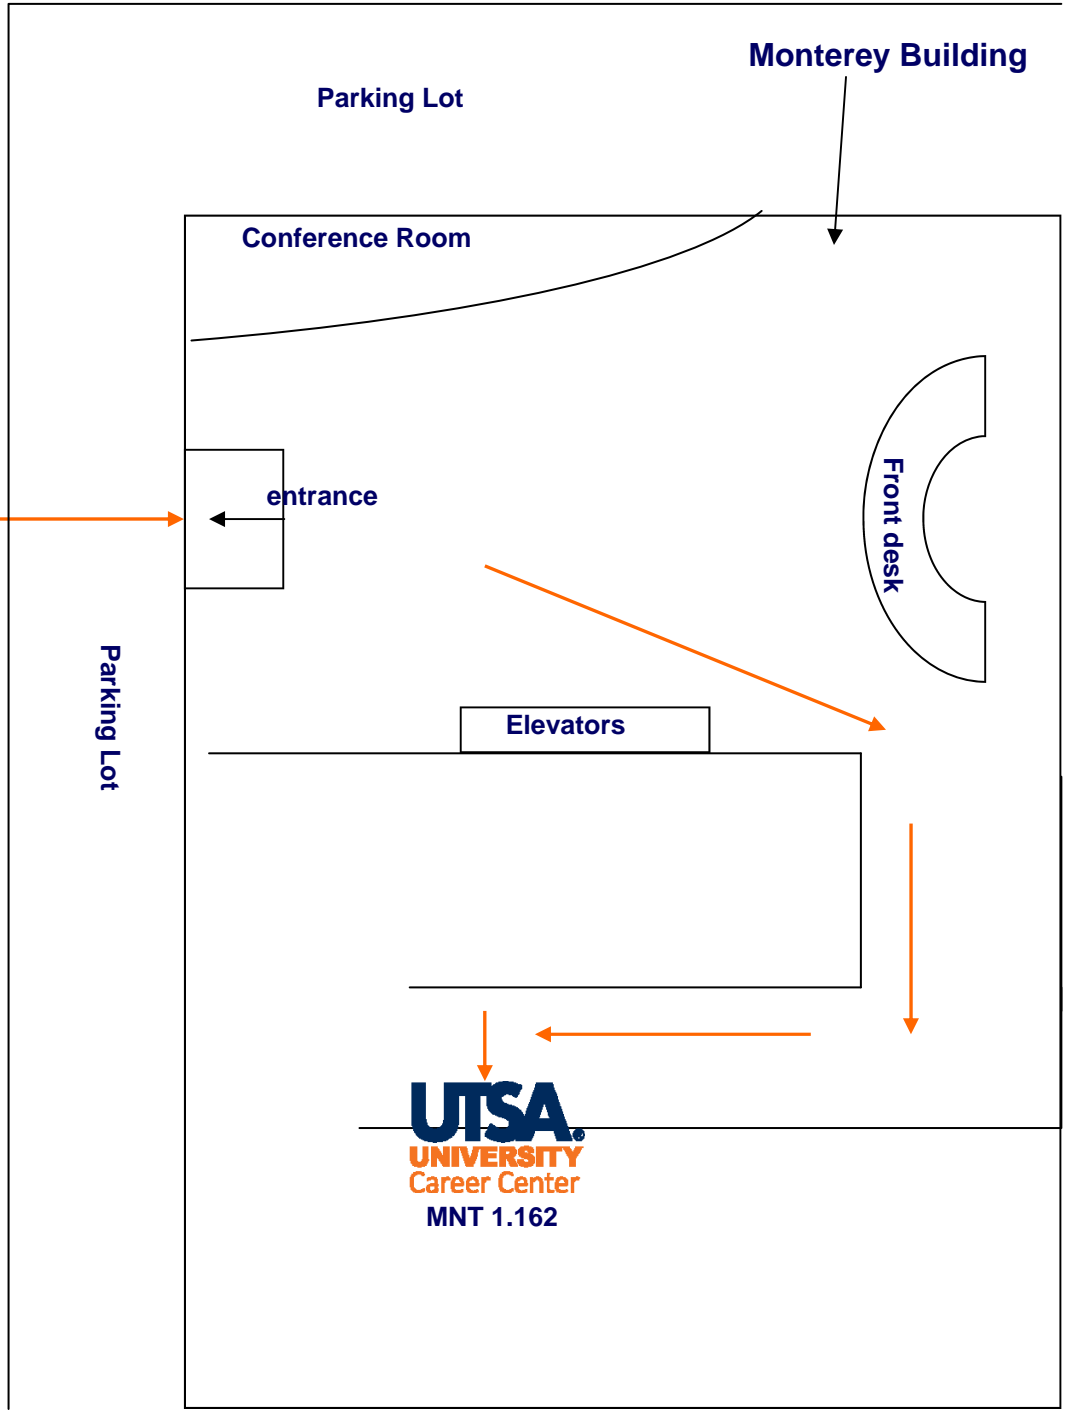 Monterey Building
Parking Lot
Conference Room
entrance
Front desk
Parking Lot
Elevators
UTSA®
UNIVERSITY
Career Center
MNT 1.162